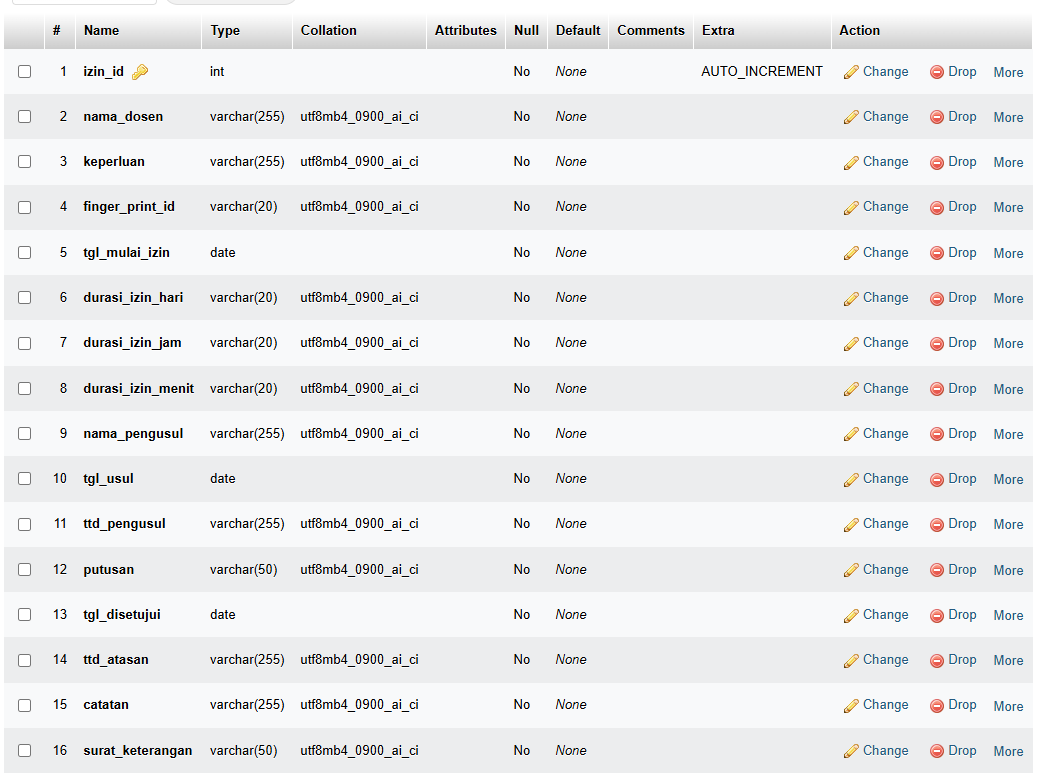 # Name Type Collation Attributes Null Default Comments Extra Action
1 izin_id int No None AUTO_INCREMENT Change Drop More
2 nama_dosen varchar(255) utf8mb4_0900_ai_ci No None Change Drop More
3 keperluan varchar(255) utf8mb4_0900_ai_ci No None Change Drop More
4 finger_print_id varchar(20) utf8mb4_0900_ai_ci No None Change Drop More
5 tgl_mulai_izin date No None Change Drop More
6 durasi_izin_hari varchar(20) utf8mb4_0900_ai_ci No None Change Drop More
7 durasi_izin_jam varchar(20) utf8mb4_0900_ai_ci No None Change Drop More
8 durasi_izin_menit varchar(20) utf8mb4_0900_ai_ci No None Change Drop More
9 nama_pengusul varchar(255) utf8mb4_0900_ai_ci No None Change Drop More
10 tgl_usul date No None Change Drop More
11 ttd_pengusul varchar(255) utf8mb4_0900_ai_ci No None Change Drop More
12 putusan varchar(50) utf8mb4_0900_ai_ci No None Change Drop More
13 tgl_disetujui date No None Change Drop More
14 ttd_atasan varchar(255) utf8mb4_0900_ai_ci No None Change Drop More
15 catatan varchar(255) utf8mb4_0900_ai_ci No None Change Drop More
16 surat_keterangan varchar(50) utf8mb4_0900_ai_ci No None Change Drop More